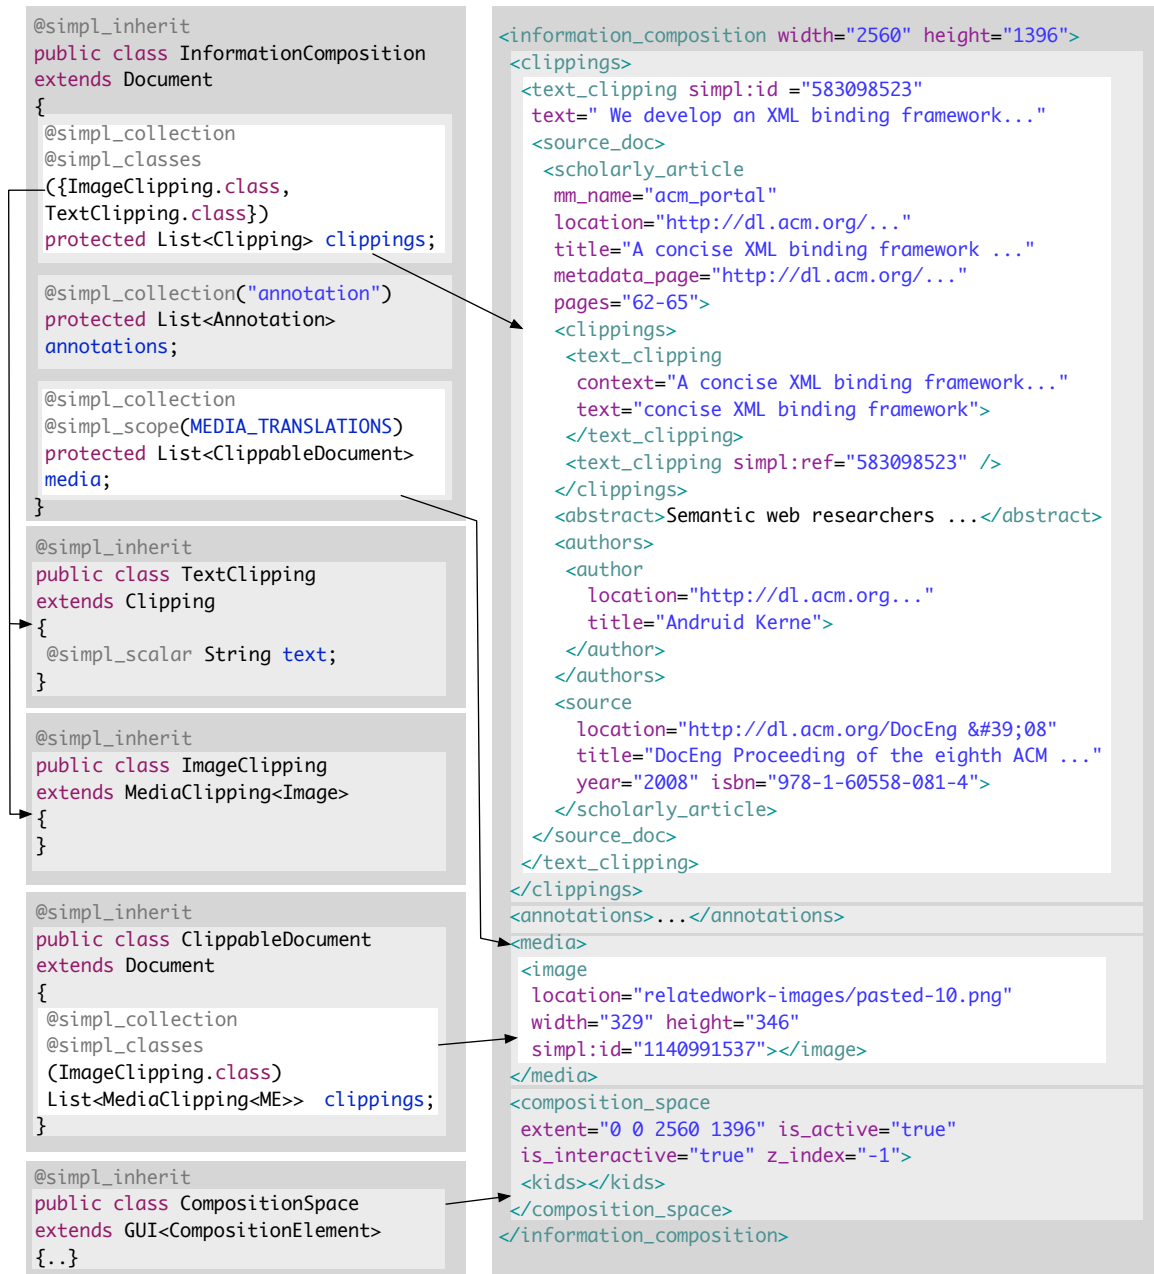 @simpl_inherit
public class InformationComposition
extends Document
{
@simpl_collection
@simpl_classes
({ImageClipping.class,
TextClipping.class})
protected List<Clipping> clippings;
@simpl_collection("annotation")
protected List<Annotation>
annotations;
@simpl_collection
@simpl_scope(MEDIA_TRANSLATIONS)
protected List<ClippableDocument>
media;
}
@simpl_inherit
public class TextClipping
extends Clipping
{
@simpl_scalar String text;
}
@simpl_inherit
public class ImageClipping
extends MediaClipping<Image>
{
}
@simpl_inherit
public class ClippableDocument
extends Document
{
@simpl_collection
@simpl_classes
(ImageClipping.class)
List<MediaClipping<ME>> clippings;
}
@simpl_inherit
public class CompositionSpace
extends GUI<CompositionElement>
{..}
<information_composition width="2560" height="1396">
<clippings>
<text_clipping simpl:id ="583098523"
text=" We develop an XML binding framework..."
<source_doc>
<scholarly_article
mm_name="acm_portal"
location="http://dl.acm.org/..."
title="A concise XML binding framework ..."
metadata_page="http://dl.acm.org/..."
pages="62-65">
<clippings>
<text_clipping
context="A concise XML binding framework..."
text="concise XML binding framework">
</text_clipping>
<text_clipping simpl:ref="583098523" />
</clippings>
<abstract>Semantic web researchers ...</abstract>
<authors>
<author
location="http://dl.acm.org..."
title="Andruid Kerne">
</author>
</authors>
<source
location="http://dl.acm.org/DocEng &#39;08"
title="DocEng Proceeding of the eighth ACM ..."
year="2008" isbn="978-1-60558-081-4">
</scholarly_article>
</source_doc>
</text_clipping>
</clippings>
<annotations>...</annotations>
<media>
<image
location="relatedwork-images/pasted-10.png"
width="329" height="346"
simpl:id="1140991537"></image>
</media>
<composition_space
extent="0 0 2560 1396" is_active="true"
is_interactive="true" z_index="-1">
<kids></kids>
</composition_space>
</information_composition>